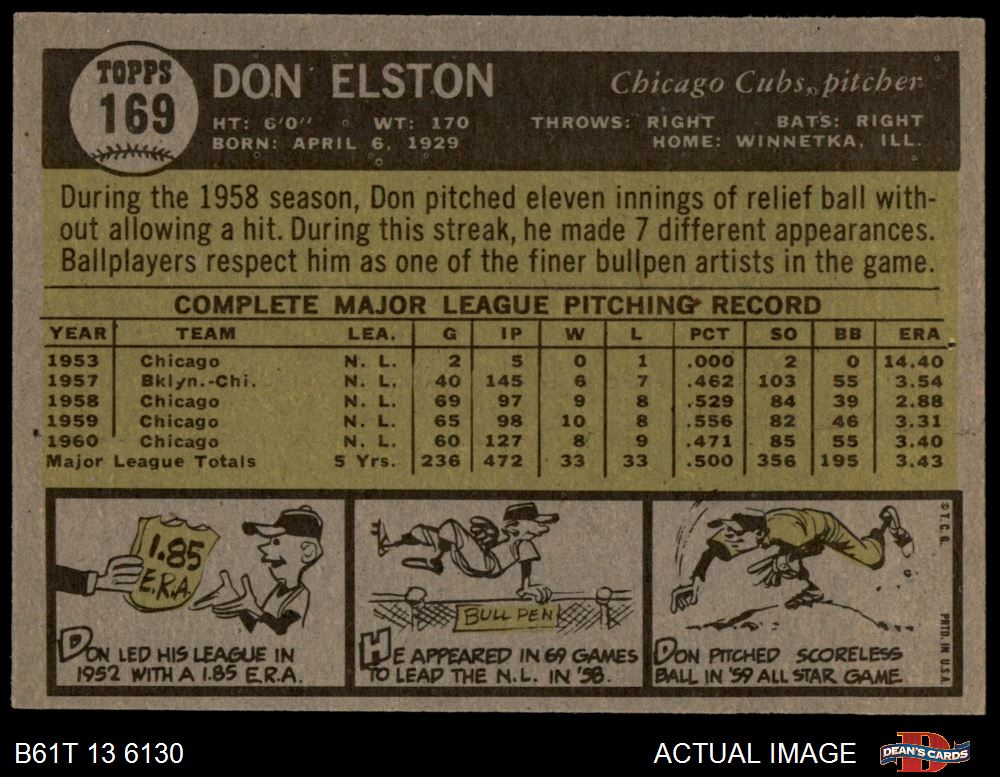 TOPPS
169
DON ELSTON
Chicago Cubs, pitcher
HT: 6'0" WT: 170 THROWS: RIGHT BATS: RIGHT
BORN: APRIL 6, 1929 HOME: WINNETKA, ILL.
During the 1958 season, Don pitched eleven innings of relief ball with-
out allowing a hit. During this streak, he made 7 different appearances.
Ballplayers respect him as one of the finer bullpen artists in the game.
COMPLETE MAJOR LEAGUE PITCHING RECORD
YEAR TEAM LEA. G IP W L PCT SO BB ERA
1953 Chicago N. L. 2 5 0 1 .000 2 0 14.40
1957 Bklyn.-Chi. N. L. 40 145 6 7 .462 103 55 3.54
1958 Chicago N. L. 69 97 9 8 .529 84 39 2.88
1959 Chicago N. L. 65 98 10 8 .556 82 46 3.31
1960 Chicago N. L. 60 127 8 9 .471 85 55 3.40
Major League Totals 5 Yrs. 236 472 33 33 .500 356 195 3.43
1.85
E.R.A.
DON LED HIS LEAGUE IN
1952 WITH A 1.85 E.R.A.
BULL PEN
HE APPEARED IN 69 GAMES
TO LEAD THE N.L. IN '58.
DON PITCHED SCORELESS
BALL IN '59 ALL STAR GAME.
© T. C. G.
PRTD. IN U.S.A.
B61T 13 6130
ACTUAL IMAGE
DEAN'S CARDS